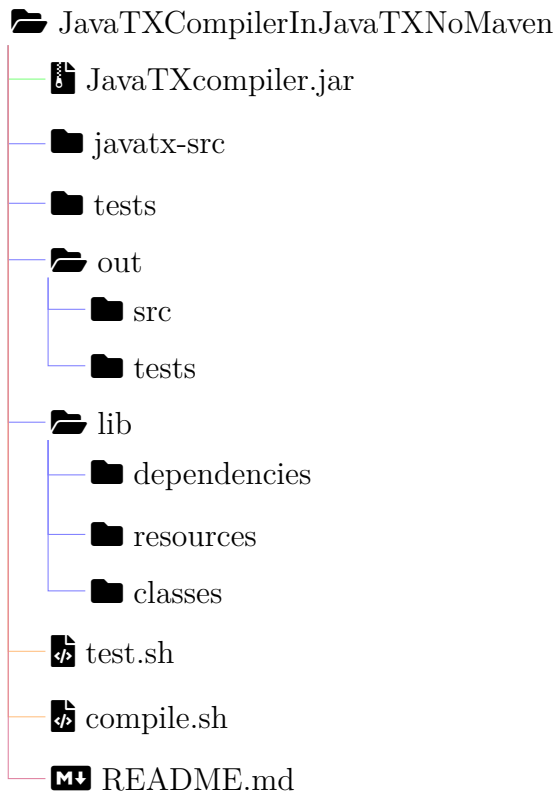 JavaTXCompilerInJavaTXNoMaven
JavaTXcompiler.jar
javatx-src
tests
out
src
tests
lib
dependencies
resources
classes
test.sh
compile.sh
README.md